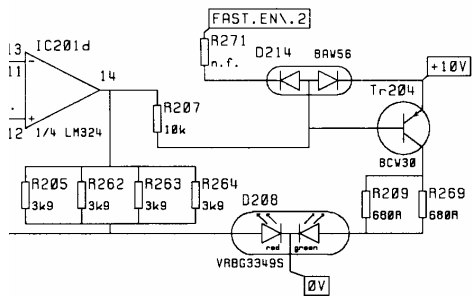 FAST.EN\.2
13
IC201d
R271
n.f.
D214
BAW56
+10V
11
14
Tr204
R207
10k
12
1/4 LM324
BCW30
R205
3k9
R262
3k9
R263
3k9
R264
3k9
D208
R209
680R
R269
680R
red
green
VRBG3349S
0V